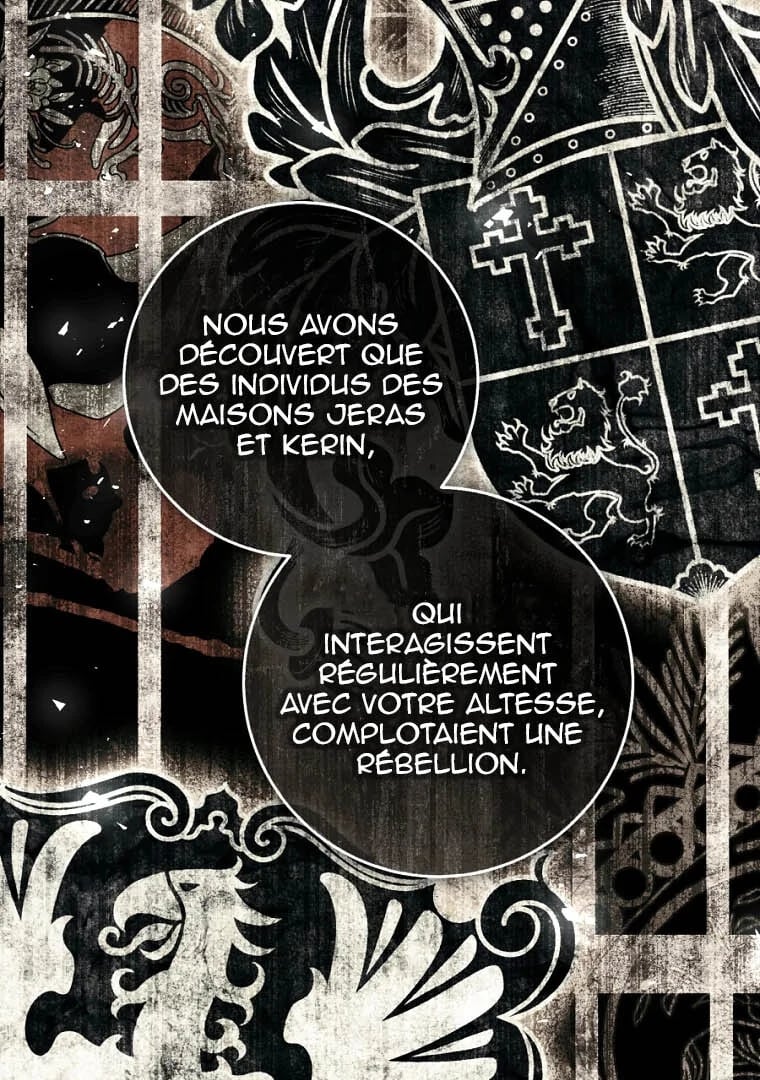 NOUS AVONS
DÉCOUVERT QUE
DES INDIVIDUS DES
MAISONS JERAS
ET KERIN,
QUI
INTERAGISSENT
RÉGULIÈREMENT
AVEC VOTRE ALTESSE,
COMPLOTAIENT UNE
RÉBELLION.